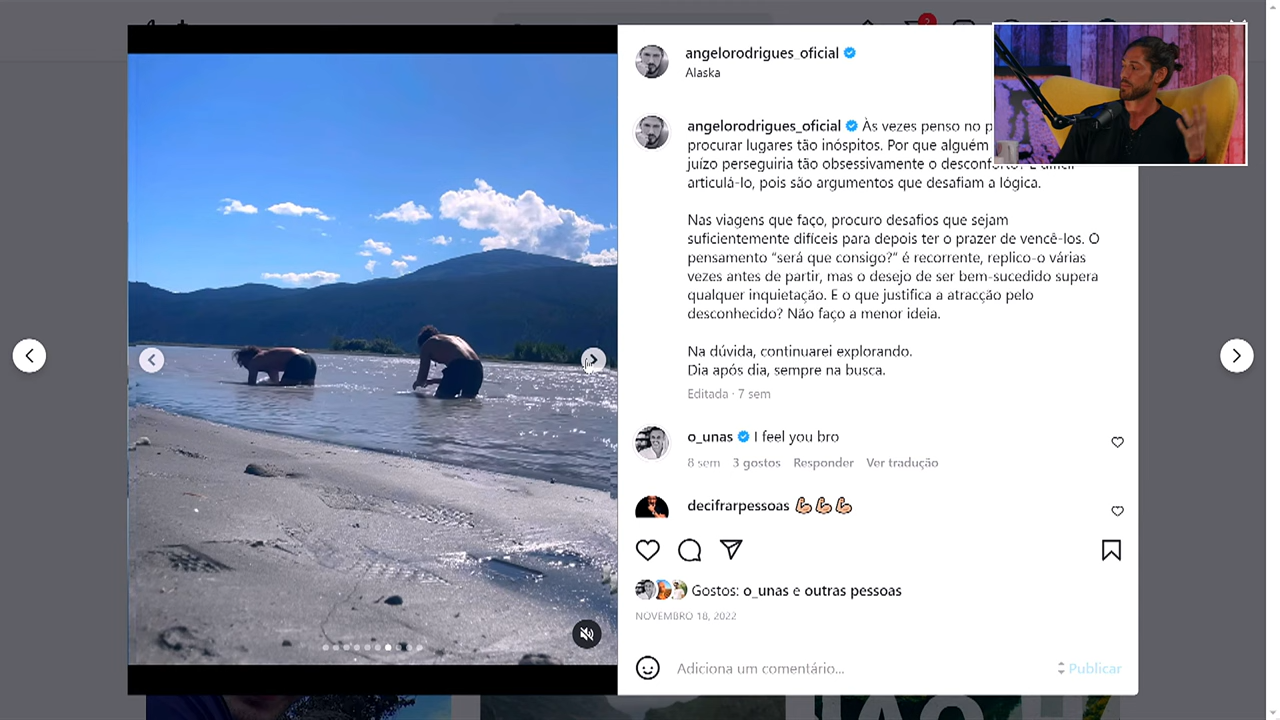 2
angelorodrigues_oficial
Alaska
angelorodrigues_oficial Às vezes penso no
procurar lugares tão inóspitos. Por que alguém
juízo perseguiria tão obsessivamente o
articulá-lo, pois são argumentos que desafiam a lógica.
Nas viagens que faço, procuro desafios que sejam
suficientemente difíceis para depois ter o prazer de vencê-los. O
pensamento “será que consigo?” é recorrente, replico-o várias
vezes antes de partir, mas o desejo de ser bem-sucedido supera
qualquer inquietação. E o que justifica a atracção pelo
desconhecido? Não faço a menor ideia.
Na dúvida, continuarei explorando.
Dia após dia, sempre na busca.
Editada · 7 sem
o_unas I feel you bro
8 sem 3 gostos Responder Ver tradução
decifrarpessoas 💪🏼💪🏼💪🏼
Gostos: o_unas e outras pessoas
NOVEMBRO 18, 2022
Adiciona um comentário... Publicar